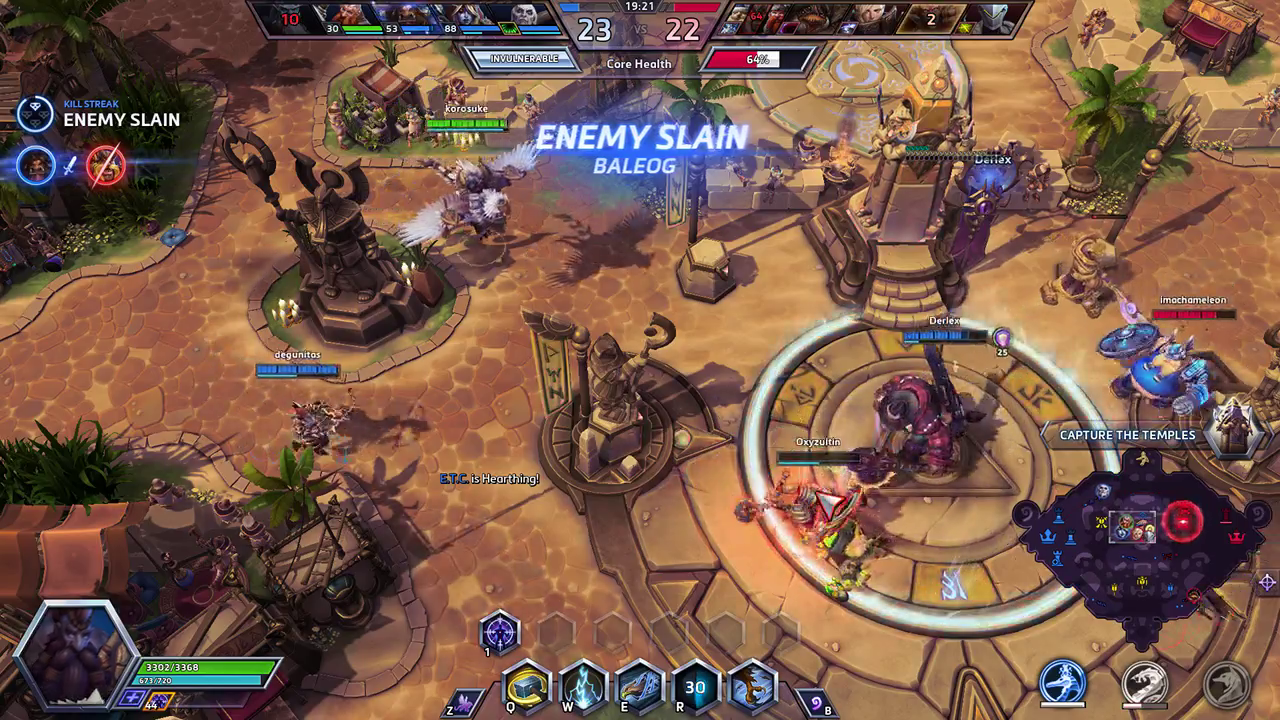 19:21
10
30
53
88
23 VS 22
64
2
INVULNERABLE
Core Health
64%
KILL STREAK
ENEMY SLAIN
korosuke
ENEMY SLAIN
BALEOG
Derlex
imachameleon
Derlex
25
degunitas
Oxyzultin
CAPTURE THE TEMPLES
E.T.C. is Hearthing!
1
3302/3368
673/720
44
Z
Q
W
E
R
30
B